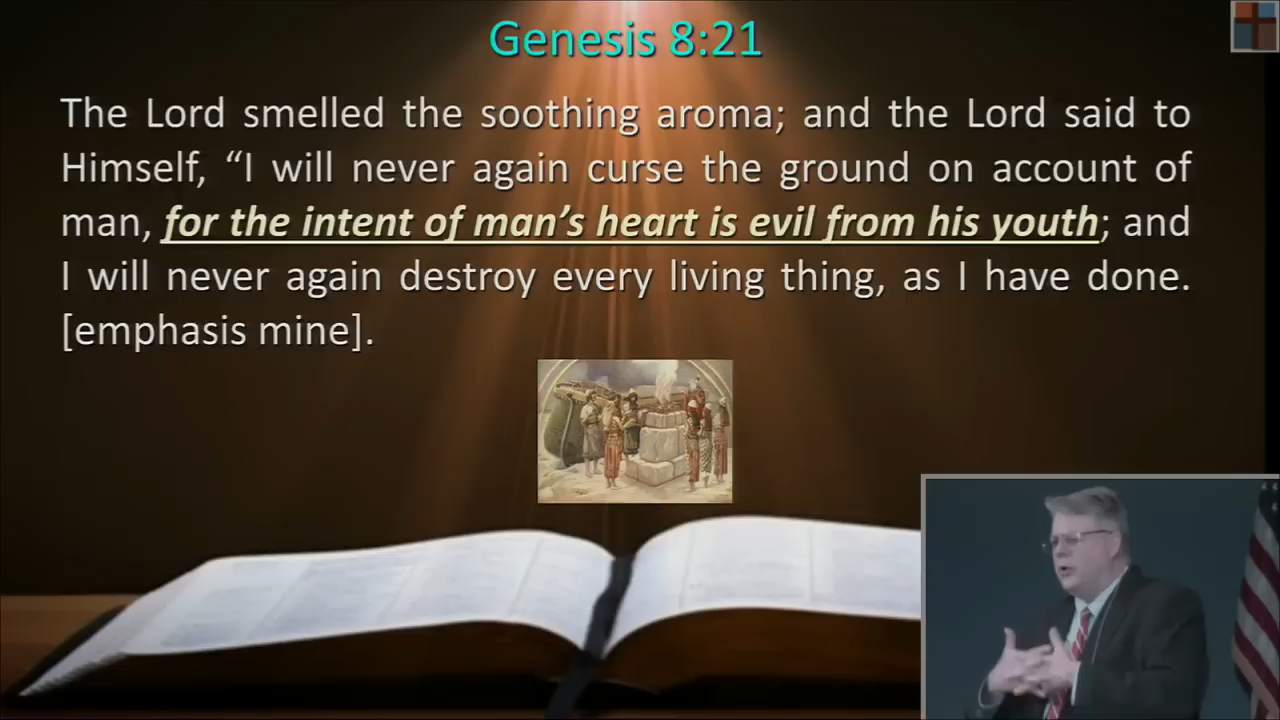 Genesis 8:21
The Lord smelled the soothing aroma; and the Lord said to
Himself, “I will never again curse the ground on account of
man, for the intent of man’s heart is evil from his youth; and
I will never again destroy every living thing, as I have done.
[emphasis mine].